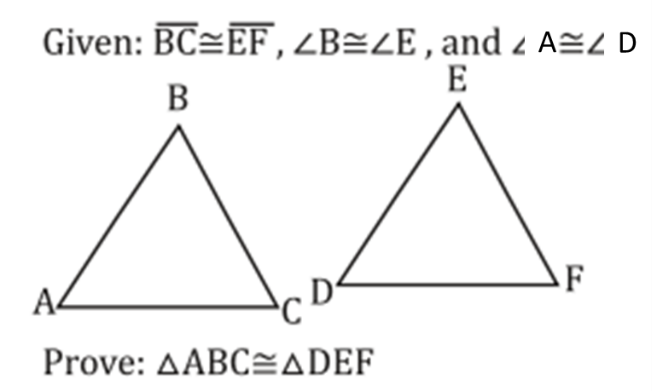 Given: B̅C̅≅E̅F̅, ∠B≅∠E, and ∠ A≅∠ D
B
E
A
C
D
F
Prove: △ABC≅△DEF